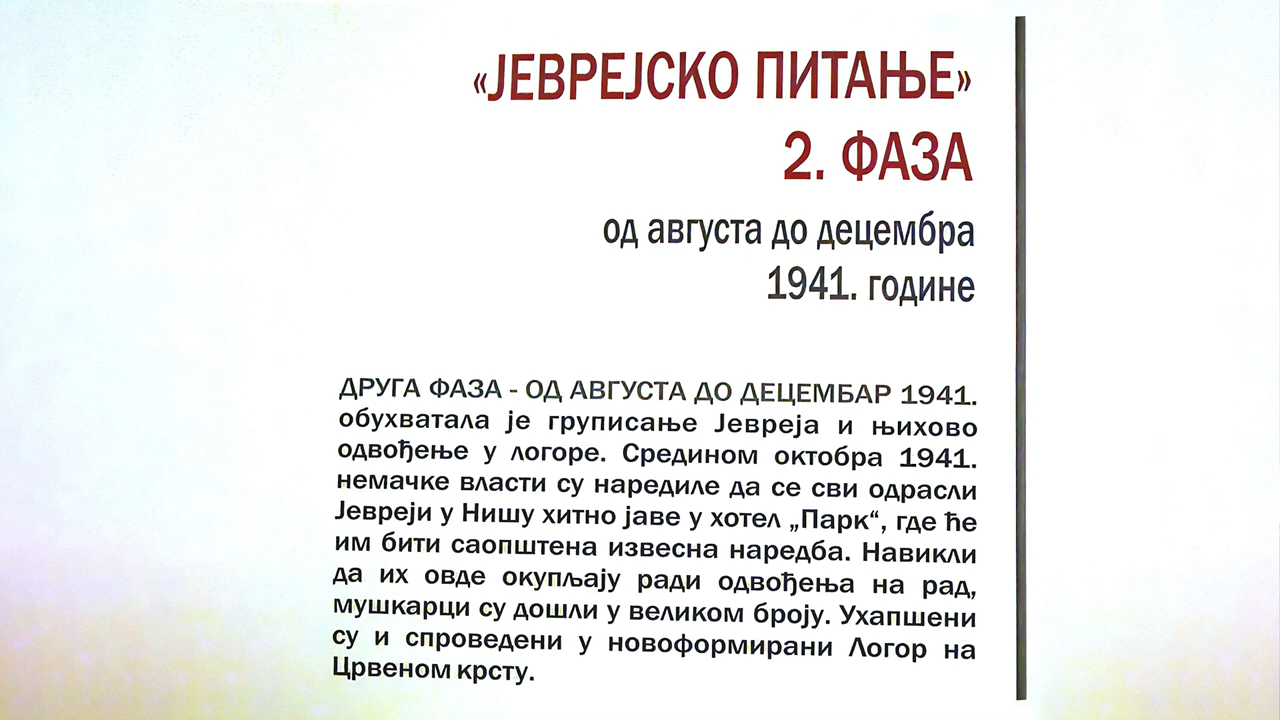 «ЈЕВРЕЈСКО ПИТАЊЕ»
2. ФАЗА
од августа до децембра
1941. године
ДРУГА ФАЗА - ОД АВГУСТА ДО ДЕЦЕМБАР 1941.
обухватала је груписање Јевреја и њихово
одвођење у логоре. Средином октобра 1941.
немачке власти су наредиле да се сви одрасли
Јевреји у Нишу хитно јаве у хотел „Парк“, где ће
им бити саопштена извесна наредба. Навикли
да их овде окупљају ради одвођења на рад,
мушкарци су дошли у великом броју. Ухапшени
су и спроведени у новоформирани Логор на
Црвеном крсту.